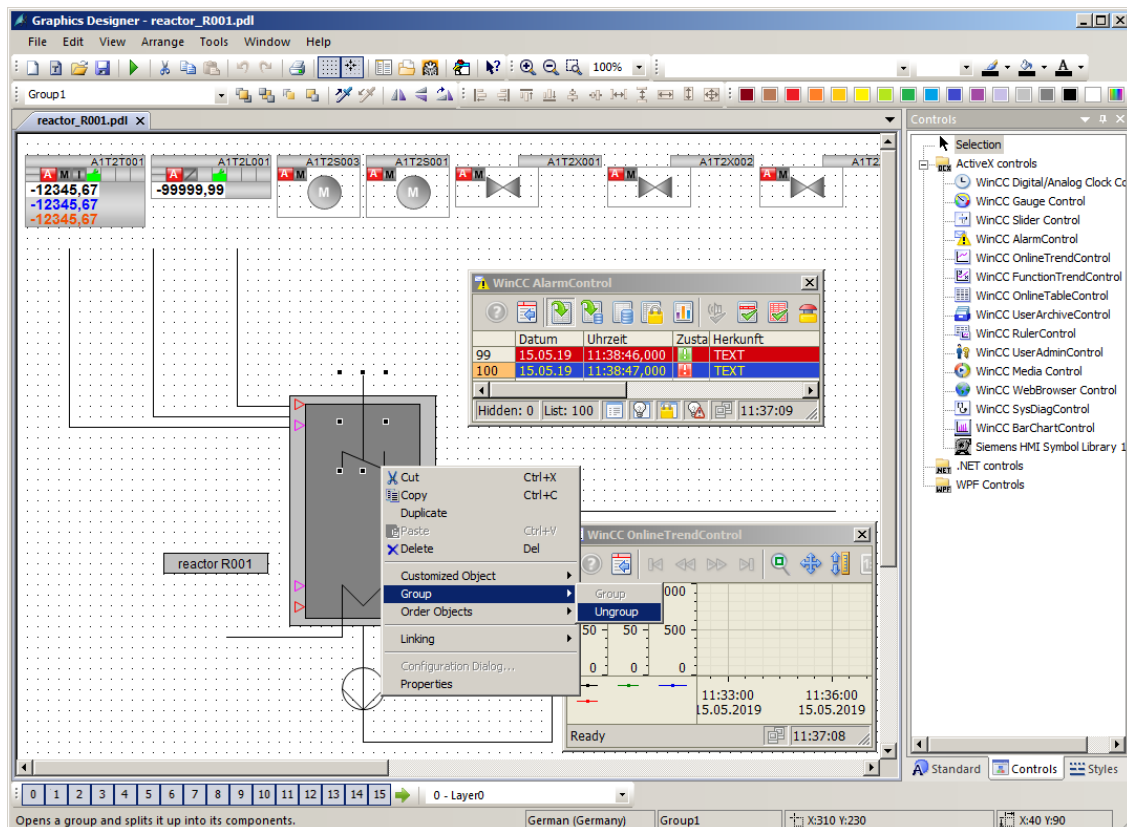 Graphics Designer - reactor_R001.pdl
File Edit View Arrange Tools Window Help
100%
Group1
reactor_R001.pdl
A1T2T001 A1T2L001 A1T2S003 A1T2S001 A1T2X001 A1T2X002 A1T2
A M I A A M A M A M A M A M
-12345,67 -99999,99 M M
-12345,67
-12345,67
WinCC AlarmControl
Datum Uhrzeit Zusta Herkunft
99 15.05.19 11:38:46,000 TEXT
100 15.05.19 11:38:47,000 TEXT
Hidden: 0 List: 100 11:37:09
reactor R001
Cut Ctrl+X
Copy Ctrl+C
Duplicate
Paste Ctrl+V
Delete Del
Customized Object
Group
Order Objects
Linking
Configuration Dialog...
Properties
Group
Ungroup
WinCC OnlineTrendControl
000
50 50 500
0 0 0
11:33:00 11:36:00
15.05.2019 15.05.2019
Ready 11:37:08
Controls
Selection
ActiveX controls
WinCC Digital/Analog Clock Co
WinCC Gauge Control
WinCC Slider Control
WinCC AlarmControl
WinCC OnlineTrendControl
WinCC FunctionTrendControl
WinCC OnlineTableControl
WinCC UserArchiveControl
WinCC RulerControl
WinCC UserAdminControl
WinCC Media Control
WinCC WebBrowser Control
WinCC SysDiagControl
WinCC BarChartControl
Siemens HMI Symbol Library 1
.NET controls
WPF Controls
Standard Controls Styles
0 1 2 3 4 5 6 7 8 9 10 11 12 13 14 15 0 - Layer0
Opens a group and splits it up into its components. German (Germany) Group1 X:310 Y:230 X:40 Y:90